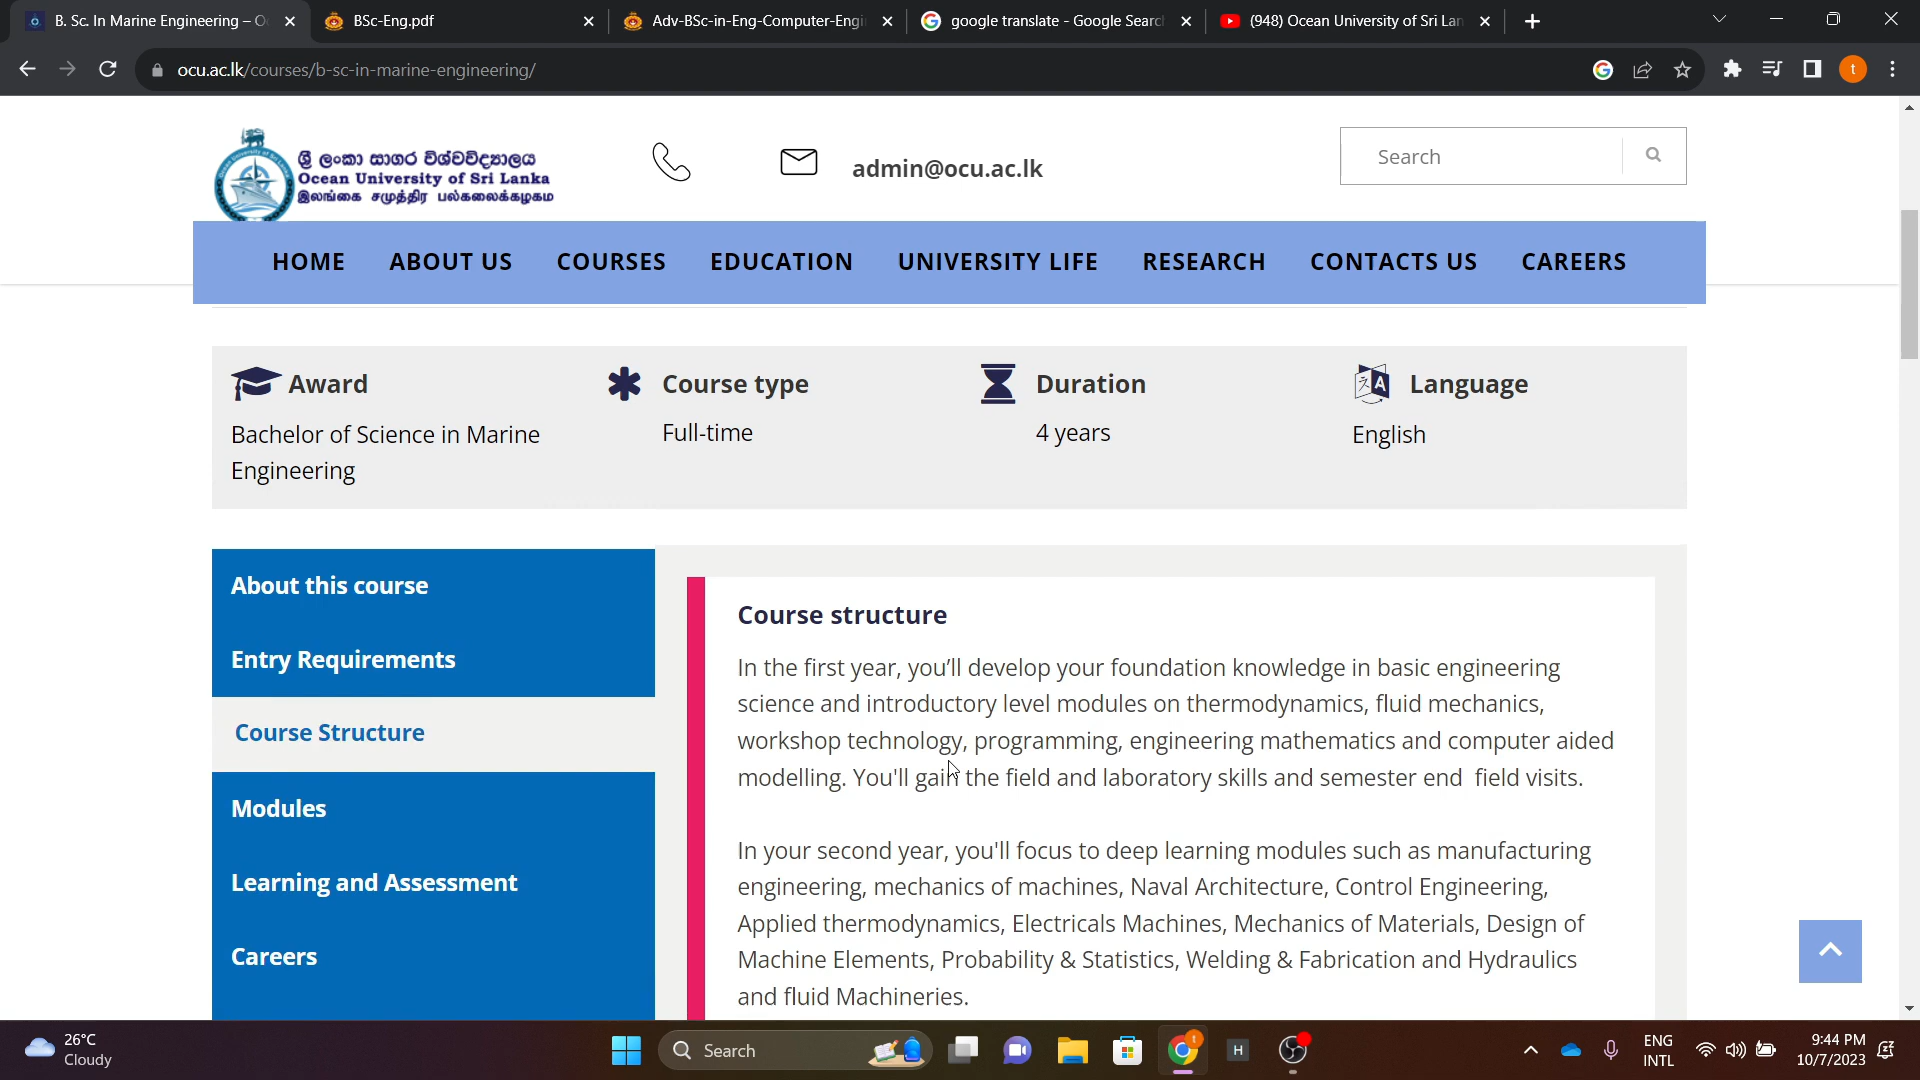 B. Sc. In Marine Engineering – O
BSc-Eng.pdf
Adv-BSc-in-Eng-Computer-Engi
google translate - Google Search
(948) Ocean University of Sri Lan
ocu.ac.lk/courses/b-sc-in-marine-engineering/
t
ශ්‍රී ලංකා සාගර විශ්වවිද්‍යාලය
Ocean University of Sri Lanka
இலங்கை சமுத்திர பல்கலைக்கழகம்
admin@ocu.ac.lk
Search
HOME
ABOUT US
COURSES
EDUCATION
UNIVERSITY LIFE
RESEARCH
CONTACTS US
CAREERS
Award
Bachelor of Science in Marine
Engineering
Course type
Full-time
Duration
4 years
Language
English
About this course
Entry Requirements
Course Structure
Modules
Learning and Assessment
Careers
Course structure
In the first year, you’ll develop your foundation knowledge in basic engineering
science and introductory level modules on thermodynamics, fluid mechanics,
workshop technology, programming, engineering mathematics and computer aided
modelling. You'll gain the field and laboratory skills and semester end field visits.
In your second year, you'll focus to deep learning modules such as manufacturing
engineering, mechanics of machines, Naval Architecture, Control Engineering,
Applied thermodynamics, Electricals Machines, Mechanics of Materials, Design of
Machine Elements, Probability & Statistics, Welding & Fabrication and Hydraulics
and fluid Machineries.
26°C
Cloudy
Search
H
ENG
INTL
9:44 PM
10/7/2023